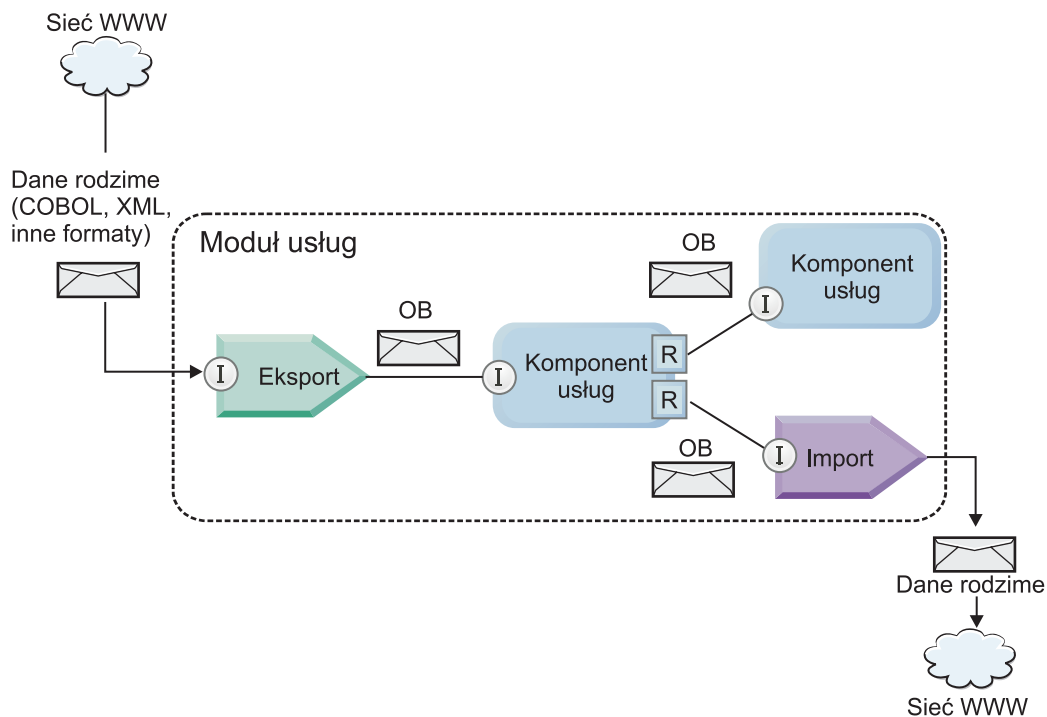 Sieć WWW
Dane rodzime
(COBOL, XML,
inne formaty)
Moduł usług
OB
Komponent
usług
I
OB
I
Eksport
I
Komponent
usług
R
R
OB
I
Import
Dane rodzime
Sieć WWW